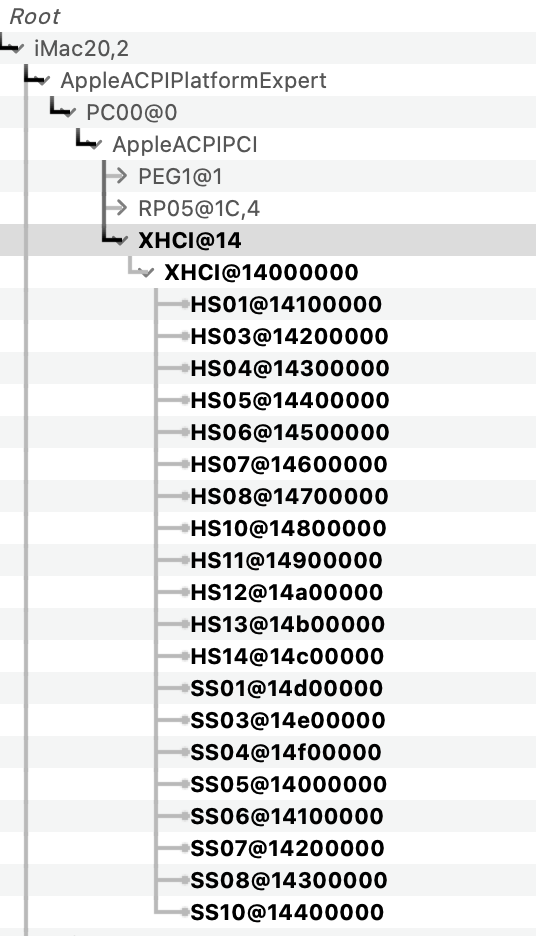 Root
iMac20,2
AppleACPIPlatformExpert
PC00@0
AppleACPIPCI
PEG1@1
RP05@1C,4
XHCI@14
XHCI@14000000
HS01@14100000
HS03@14200000
HS04@14300000
HS05@14400000
HS06@14500000
HS07@14600000
HS08@14700000
HS10@14800000
HS11@14900000
HS12@14a00000
HS13@14b00000
HS14@14c00000
SS01@14d00000
SS03@14e00000
SS04@14f00000
SS05@14000000
SS06@14100000
SS07@14200000
SS08@14300000
SS10@14400000